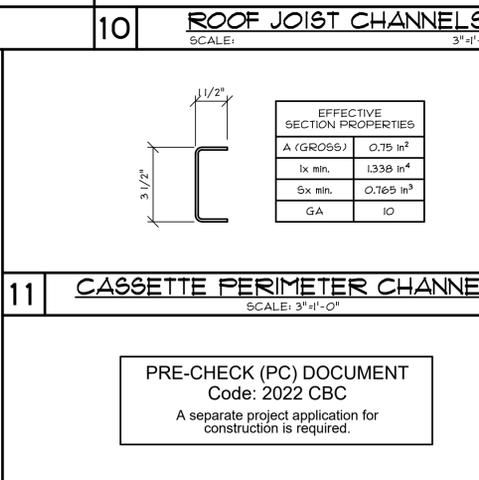 10 ROOF JOIST CHANNELS
SCALE: 3"=1'-
1 1/2"
3 1/2"
EFFECTIVE
SECTION PROPERTIES
A (GROSS) 0.75 in²
Ix min. 1.338 in⁴
Sx min. 0.765 in³
GA 10
11 CASSETTE PERIMETER CHANNE
SCALE: 3"=1'-0"
PRE-CHECK (PC) DOCUMENT
Code: 2022 CBC
A separate project application for
construction is required.